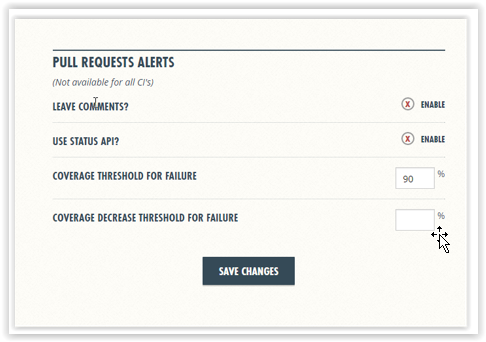 PULL REQUESTS ALERTS
(Not available for all CI's)
LEAVE COMMENTS? X ENABLE
USE STATUS API? X ENABLE
COVERAGE THRESHOLD FOR FAILURE 90 %
COVERAGE DECREASE THRESHOLD FOR FAILURE %
SAVE CHANGES